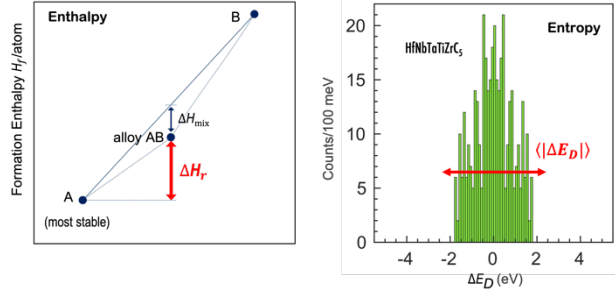 Enthalpy
B
Formation Enthalpy H_f/atom
ΔH_mix
alloy AB
ΔH_r
A
(most stable)
Entropy
HfNbTaTiZrC₅
⟨|ΔE_D|⟩
Counts/100 meV
20
15
10
5
0
-4 -2 0 2 4
ΔE_D (eV)